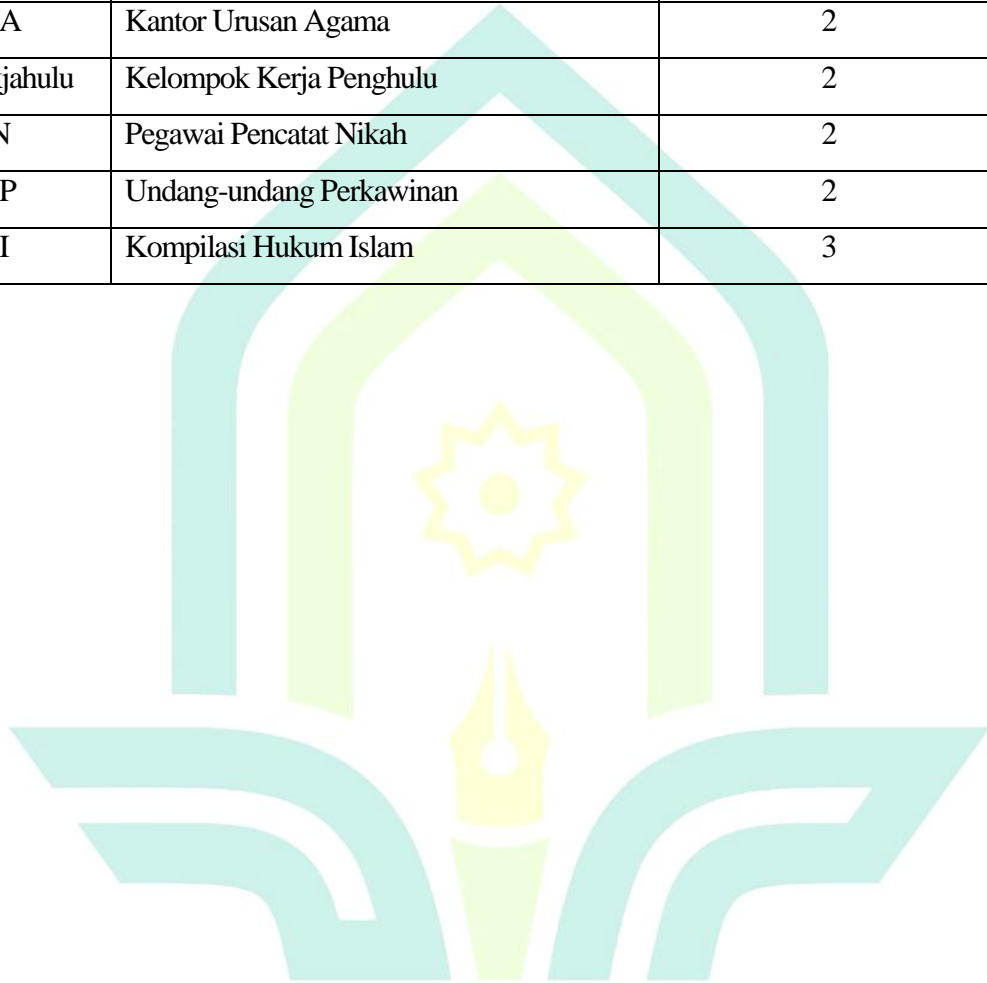 A Kantor Urusan Agama 2
jahulu Kelompok Kerja Penghulu 2
N Pegawai Pencatat Nikah 2
P Undang-undang Perkawinan 2
I Kompilasi Hukum Islam 3